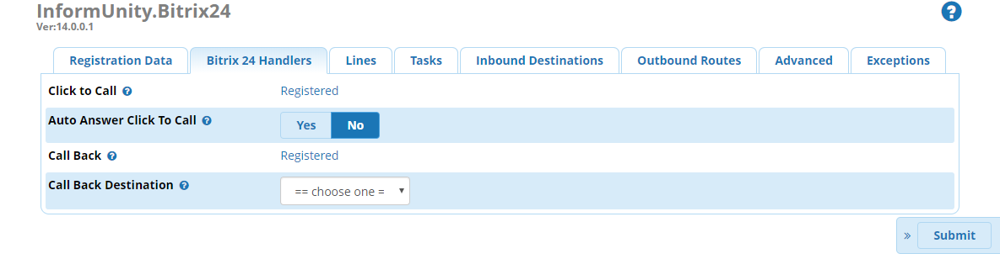 InformUnity.Bitrix24
Ver:14.0.0.1
Registration Data Bitrix 24 Handlers Lines Tasks Inbound Destinations Outbound Routes Advanced Exceptions
Click to Call Registered
Auto Answer Click To Call Yes No
Call Back Registered
Call Back Destination == choose one =
» Submit